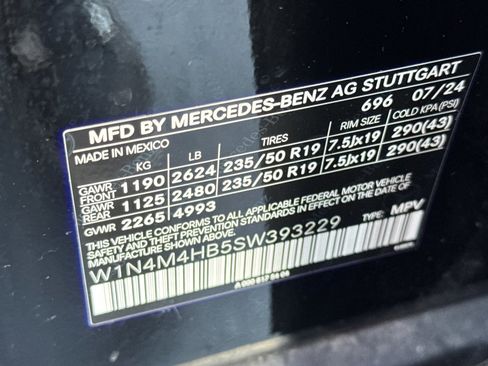 MFD BY MERCEDES-BENZ AG STUTTGART
MADE IN MEXICO 696 07/24
KG LB TIRES RIM SIZE COLD KPA(PSI)
GAWR FRONT 1190 2624 235/50 R19 7.5Jx19 290(43)
GAWR REAR 1125 2480 235/50 R19 7.5Jx19 290(43)
GVWR 2265 4993
THIS VEHICLE CONFORMS TO ALL APPLICABLE FEDERAL MOTOR VEHICLE
SAFETY STANDARDS IN EFFECT ON THE DATE OF
MANUFACTURE SHOWN ABOVE.
W1N4M4HB5SW393229 TYPE: MPV